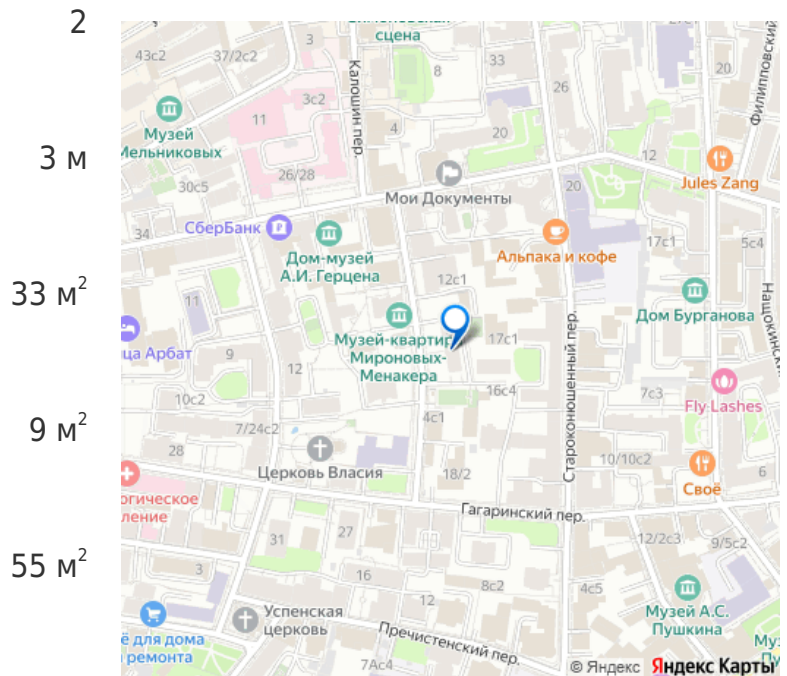 2
3 м
33 м²
9 м²
55 м²
сцена
43с2
37/2с2
3
8
33
26
20
Филипповский
Калошин пер.
3с2
11
4
20
12
Музей
Мельниковых
26/28
Jules Zang
30с5
Мои Документы
20
34
СберБанк
Дом-музей
А.И. Герцена
Альпака и кофе
17с1
5с4
12с1
11
Дом Бурганова
Нащокинский
Музей-квартира
Мироновых-
Менакера
17с1
ца Арбат
9
12
16с4
Староконюшенный пер.
7с3
Fly Lashes
10с2
4с1
7/24с2
28
Церковь Власия
18/2
10/10с2
6
Своё
огическое
ление
Гагаринский пер.
31
27
12/2с3
9/5с2
3
16
12
8с2
4с5
Музей А.С.
Пушкина
Успенская
церковь
Пречистенский пер.
ё для дома
ремонта
7Ас4
© Яндекс Яндекс Карты